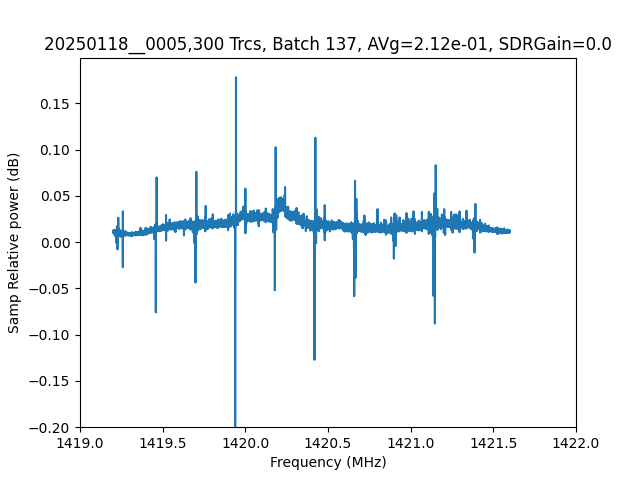 20250118__0005,300 Trcs, Batch 137, AVg=2.12e-01, SDRGain=0.0
Samp Relative power (dB)
0.15
0.10
0.05
0.00
−0.05
−0.10
−0.15
−0.20
1419.0 1419.5 1420.0 1420.5 1421.0 1421.5 1422.0
Frequency (MHz)